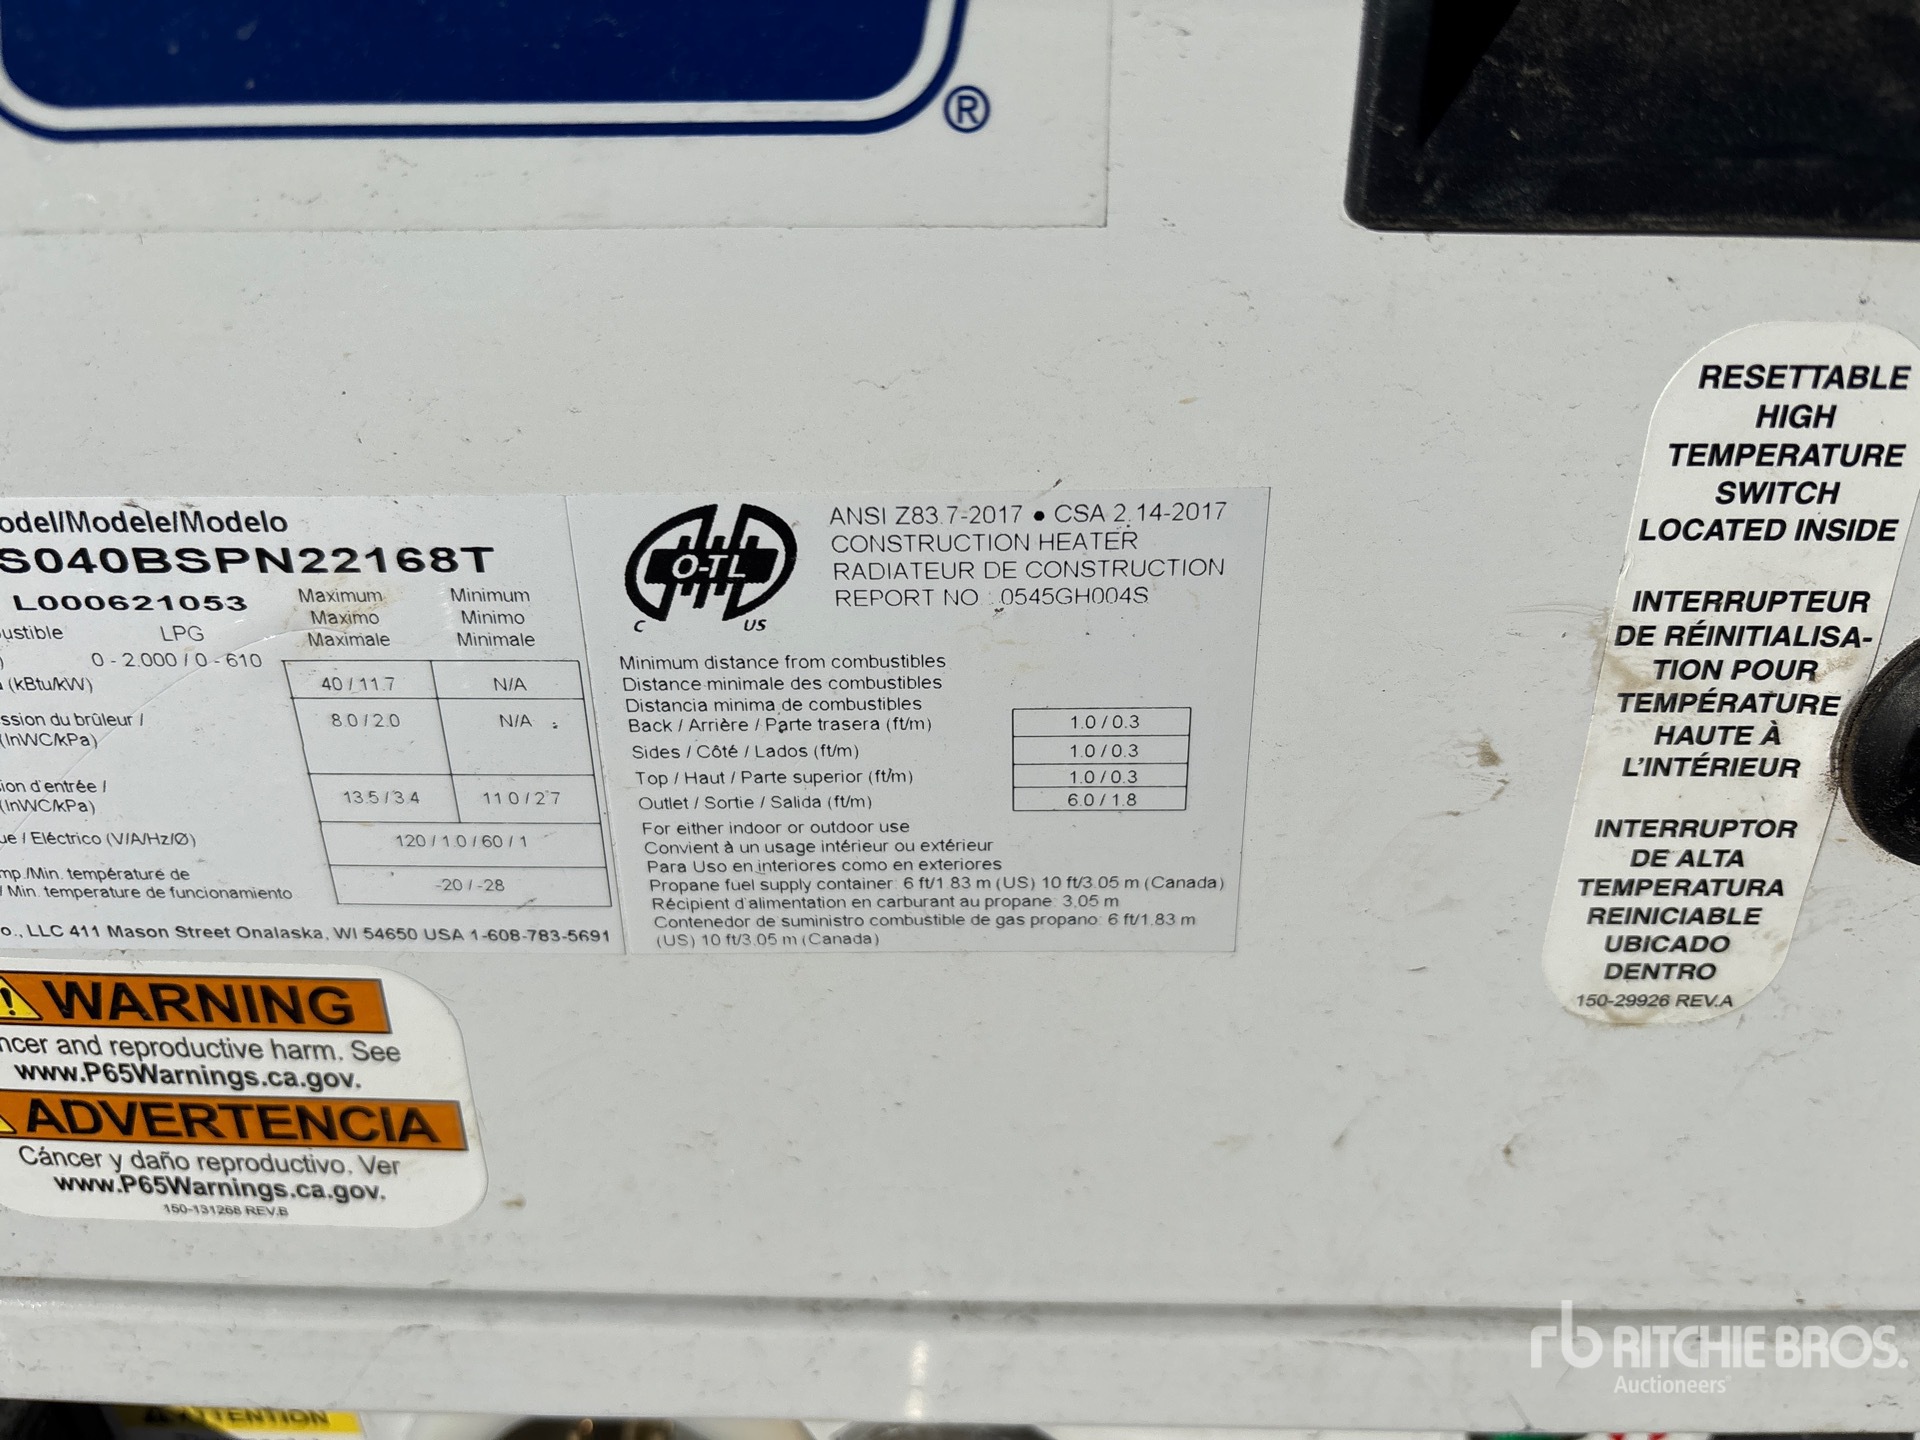 ®
odel/Modele/Modelo
S040BSPN22168T
L000621053
ustible LPG
) 0 - 2,000 / 0 - 610
Maximum Minimum
Maximo Minimo
Maximale Minimale
(kBtu/kW) 40 / 11.7 N/A
ssion du brûleur / 8.0 / 2.0 N/A
(InWC/kPa)
ion d'entrée /
(InWC/kPa) 13.5 / 3.4 11.0 / 2.7
ue / Eléctrico (V/A/Hz/Ø) 120 / 1.0 / 60 / 1
mp./Min. température de
/ Min. temperature de funcionamiento -20 / -28
o., LLC 411 Mason Street Onalaska, WI 54650 USA 1-608-783-5691
O-TL
C US
ANSI Z83.7-2017 • CSA 2.14-2017
CONSTRUCTION HEATER
RADIATEUR DE CONSTRUCTION
REPORT NO.: 0545GH004S
Minimum distance from combustibles
Distance minimale des combustibles
Distancia minima de combustibles
Back / Arrière / Parte trasera (ft/m) 1.0 / 0.3
Sides / Côté / Lados (ft/m) 1.0 / 0.3
Top / Haut / Parte superior (ft/m) 1.0 / 0.3
Outlet / Sortie / Salida (ft/m) 6.0 / 1.8
For either indoor or outdoor use
Convient à un usage intérieur ou extérieur
Para Uso en interiores como en exteriores
Propane fuel supply container: 6 ft/1.83 m (US) 10 ft/3.05 m (Canada)
Récipient d'alimentation en carburant au propane: 3,05 m
Contenedor de suministro combustible de gas propano: 6 ft/1.83 m
(US) 10 ft/3.05 m (Canada)
WARNING
ncer and reproductive harm. See
www.P65Warnings.ca.gov.
ADVERTENCIA
Cáncer y daño reproductivo. Ver
www.P65Warnings.ca.gov.
150-131268 REV.B
RESETTABLE
HIGH
TEMPERATURE
SWITCH
LOCATED INSIDE
INTERRUPTEUR
DE RÉINITIALISA-
TION POUR
TEMPÉRATURE
HAUTE À
L'INTÉRIEUR
INTERRUPTOR
DE ALTA
TEMPERATURA
REINICIABLE
UBICADO
DENTRO
150-29926 REV.A
ATTENTION
rb RITCHIE BROS.
Auctioneers